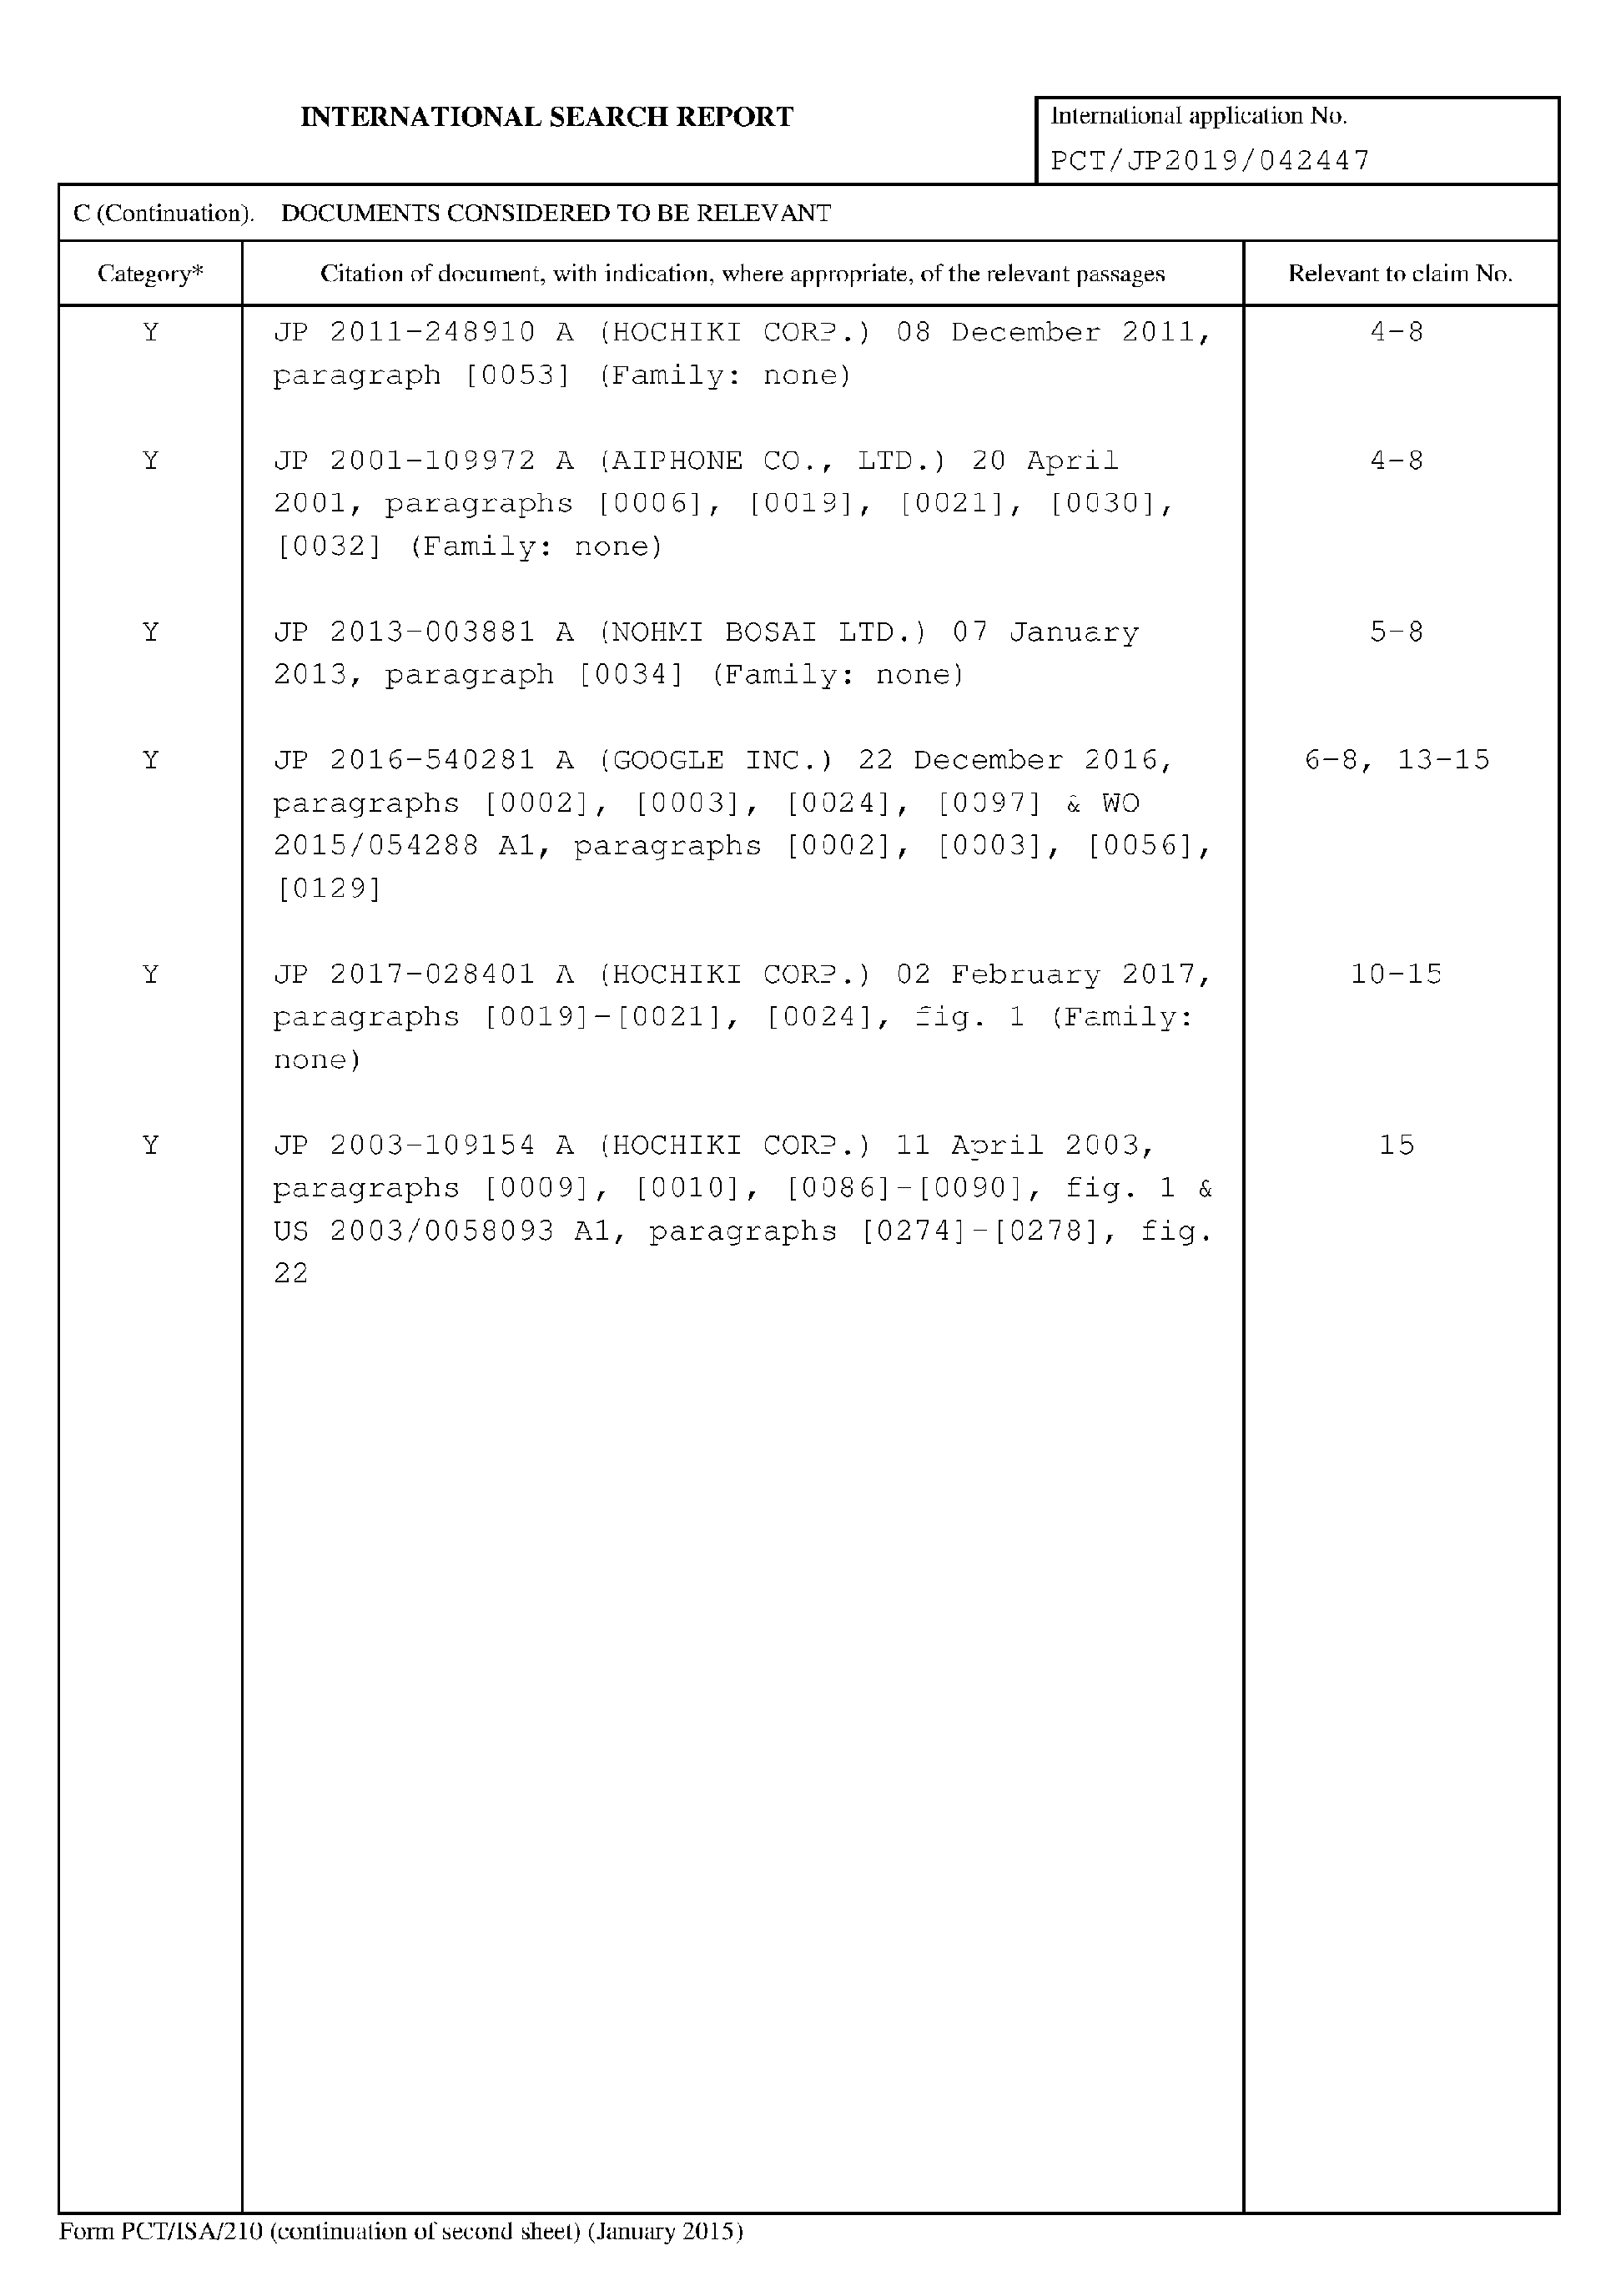 INTERNATIONAL SEARCH REPORT
International application No.
PCT/JP2019/042447
C (Continuation). DOCUMENTS CONSIDERED TO BE RELEVANT
Category* Citation of document, with indication, where appropriate, of the relevant passages Relevant to claim No.
Y JP 2011-248910 A (HOCHIKI CORP.) 08 December 2011, 4-8
paragraph [0053] (Family: none)
Y JP 2001-109972 A (AIPHONE CO., LTD.) 20 April 4-8
2001, paragraphs [0006], [0019], [0021], [0030],
[0032] (Family: none)
Y JP 2013-003881 A (NOHMI BOSAI LTD.) 07 January 5-8
2013, paragraph [0034] (Family: none)
Y JP 2016-540281 A (GOOGLE INC.) 22 December 2016, 6-8, 13-15
paragraphs [0002], [0003], [0024], [0097] & WO
2015/054288 A1, paragraphs [0002], [0003], [0056],
[0129]
Y JP 2017-028401 A (HOCHIKI CORP.) 02 February 2017, 10-15
paragraphs [0019]-[0021], [0024], fig. 1 (Family:
none)
Y JP 2003-109154 A (HOCHIKI CORP.) 11 April 2003, 15
paragraphs [0009], [0010], [0086]-[0090], fig. 1 &
US 2003/0058093 A1, paragraphs [0274]-[0278], fig.
22
Form PCT/ISA/210 (continuation of second sheet) (January 2015)